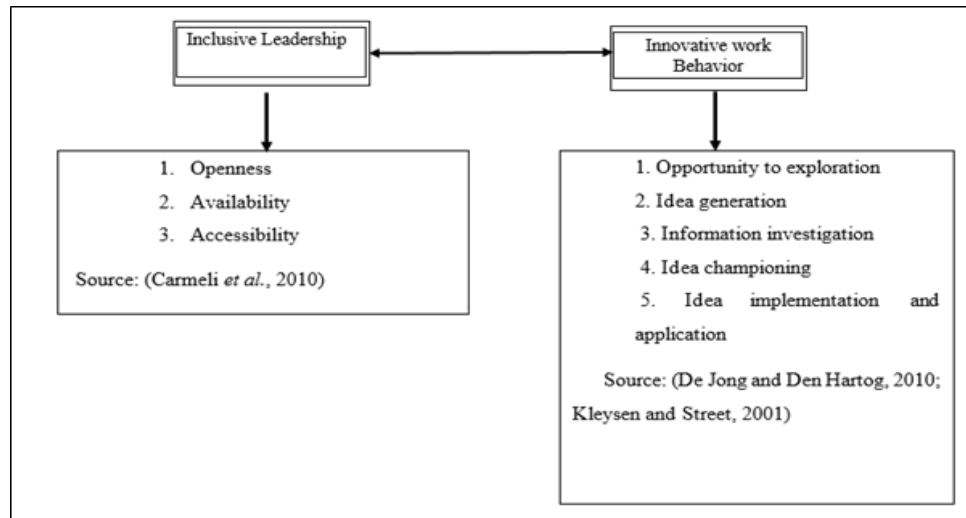 Inclusive Leadership
Innovative work
Behavior
1. Openness
2. Availability
3. Accessibility
Source: (Carmeli et al., 2010)
1. Opportunity to exploration
2. Idea generation
3. Information investigation
4. Idea championing
5. Idea implementation and
application
Source: (De Jong and Den Hartog, 2010;
Kleysen and Street, 2001)